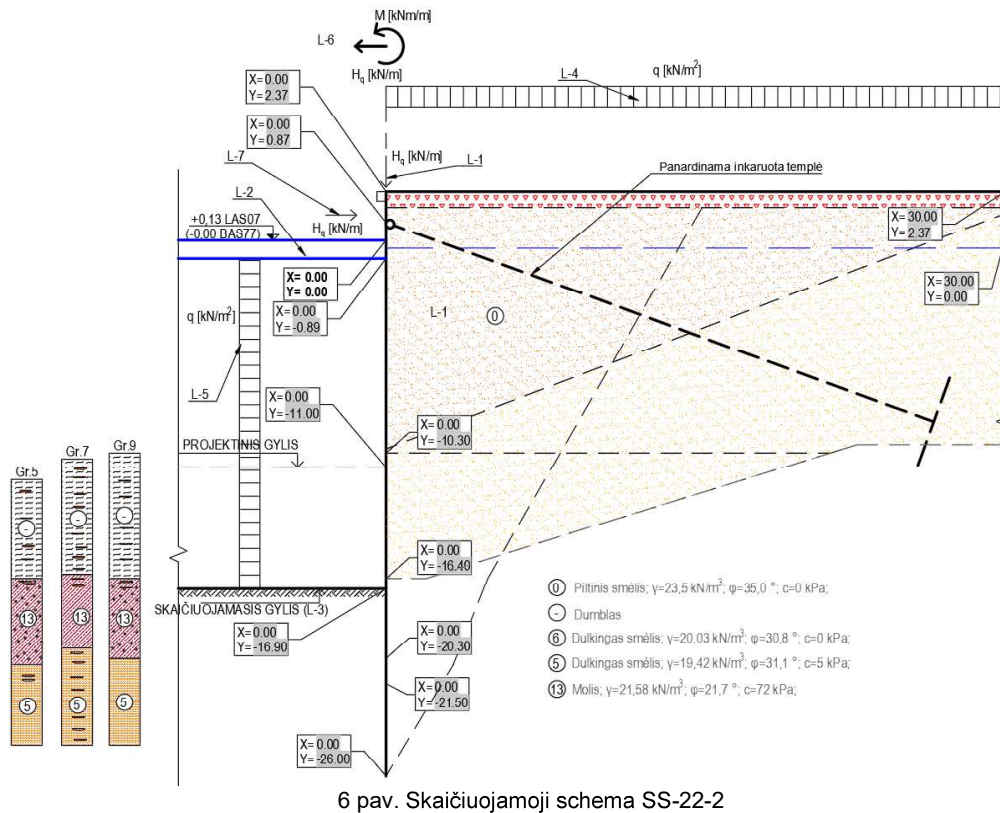 M [kNm/m]
L-6
H_q [kN/m]
X= 0.00
Y= 2.37
L-4
q [kN/m²]
X= 0.00
Y= 0.87
L-7
H_q [kN/m]
L-1
Panardinama inkaruota templė
L-2
+0,13 LAS07
(-0.00 BAS77)
H_q [kN/m]
X= 30.00
Y= 2.37
X= 0.00
Y= 0.00
X= 30.00
Y= 0.00
q [kN/m²]
X= 0.00
Y= -0.89
L-1
0
L-5
X= 0.00
Y= -11.00
X= 0.00
Y= -10.30
PROJEKTINIS GYLIS
Gr.5
Gr.7
Gr.9
-
-
-
13
13
13
5
5
5
X= 0.00
Y= -16.40
SKAIČIUOJAMASIS GYLIS (L-3)
X= 0.00
Y= -16.90
X= 0.00
Y= -20.30
X= 0.00
Y= -21.50
X= 0.00
Y= -26.00
0 Piltinis smėlis; γ=23,5 kN/m³; φ=35,0 °; c=0 kPa;
- Dumblas
6 Dulkingas smėlis; γ=20,03 kN/m³; φ=30,8 °; c=0 kPa;
5 Dulkingas smėlis; γ=19,42 kN/m³; φ=31,1 °; c=5 kPa;
13 Molis; γ=21,58 kN/m³; φ=21,7 °; c=72 kPa;
6 pav. Skaičiuojamoji schema SS-22-2